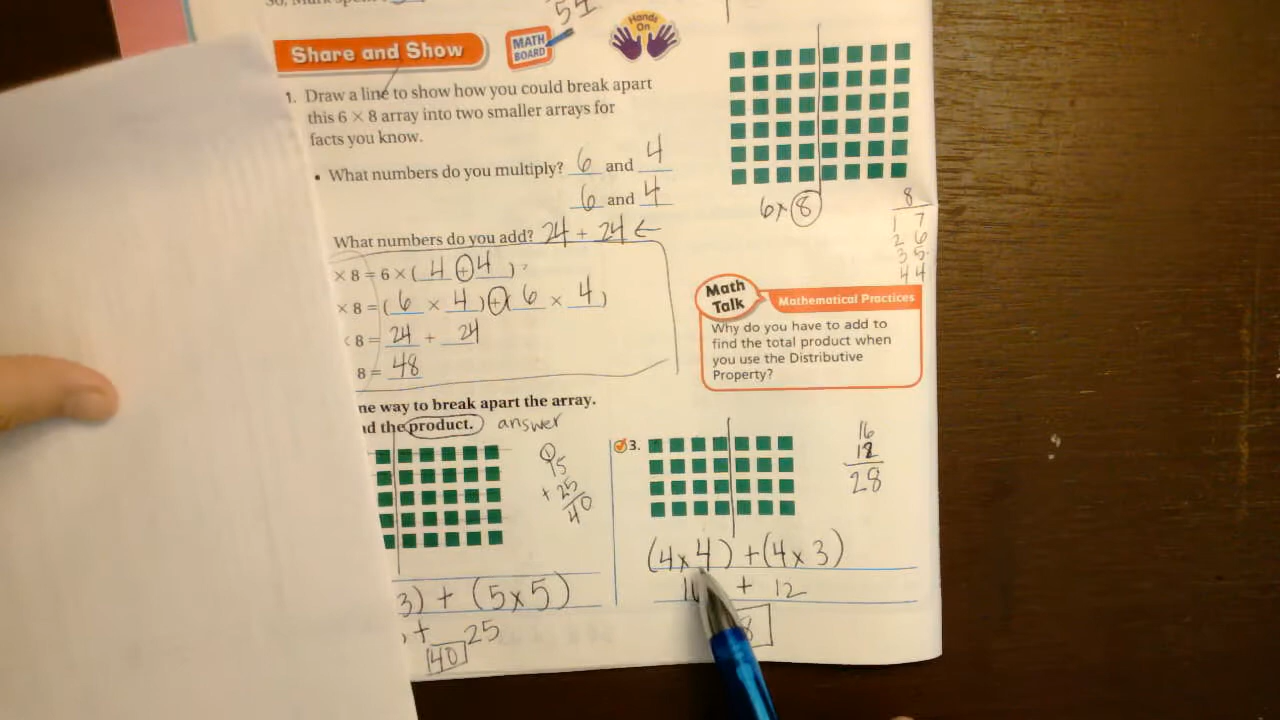 Share and Show
MATH
BOARD
Hands
On
1. Draw a line to show how you could break apart
this 6 × 8 array into two smaller arrays for
facts you know.
• What numbers do you multiply? 6 and 4
6 and 4
What numbers do you add? 24 + 24 ←
× 8 = 6 × ( 4 + 4 )
× 8 = ( 6 × 4 ) + ( 6 × 4 )
8 = 24 + 24
8 = 48
6 × 8
8
1 7
2 6
3 5
4 4
Math
Talk
Mathematical Practices
Why do you have to add to
find the total product when
you use the Distributive
Property?
ne way to break apart the array.
d the product. answer
15
+ 25
40
3.
16
12
28
3) + (5×5)
+ 25
40
(4×4) + (4×3)
+ 12
8